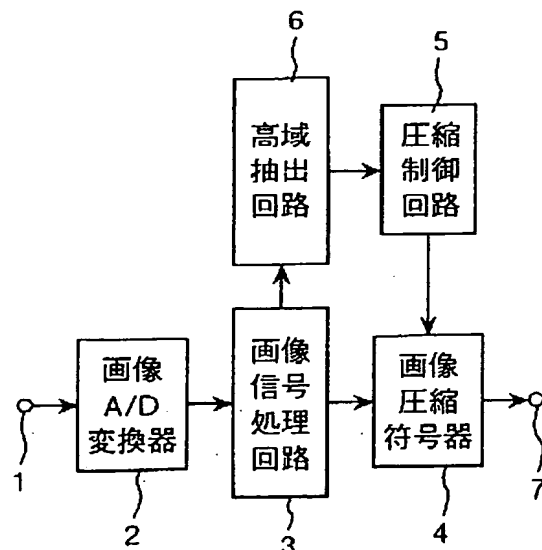 6
5
高域
抽出
回路
圧縮
制御
回路
画像
A/D
変換器
画像
信号
処理
回路
画像
圧縮
符号器
1
2
3
4
7